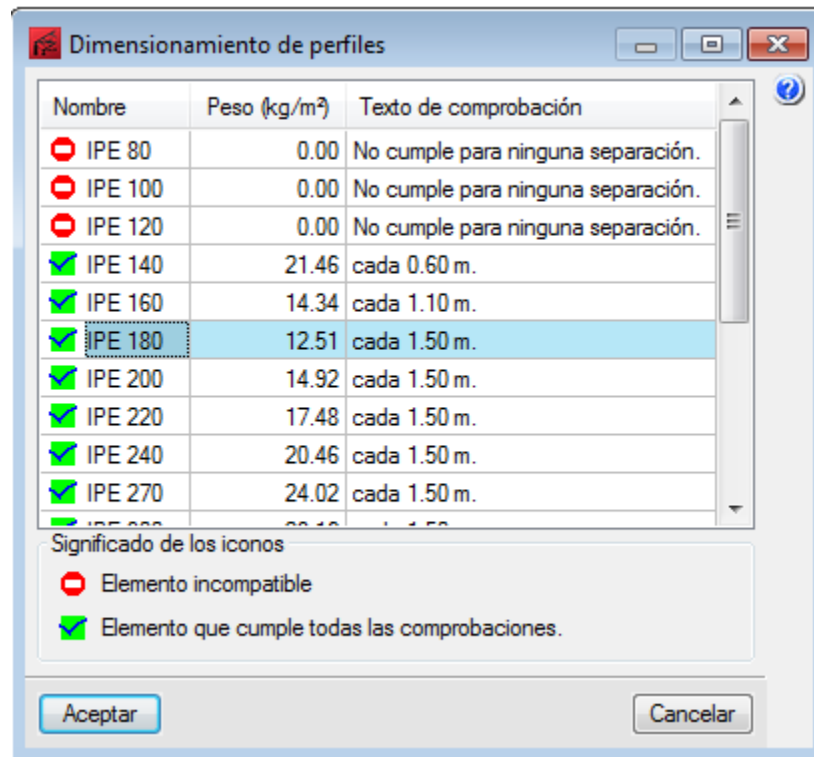 Dimensionamiento de perfiles
Nombre Peso (kg/m²) Texto de comprobación
IPE 80 0.00 No cumple para ninguna separación.
IPE 100 0.00 No cumple para ninguna separación.
IPE 120 0.00 No cumple para ninguna separación.
IPE 140 21.46 cada 0.60 m.
IPE 160 14.34 cada 1.10 m.
IPE 180 12.51 cada 1.50 m.
IPE 200 14.92 cada 1.50 m.
IPE 220 17.48 cada 1.50 m.
IPE 240 20.46 cada 1.50 m.
IPE 270 24.02 cada 1.50 m.
Significado de los iconos
Elemento incompatible
Elemento que cumple todas las comprobaciones.
Aceptar Cancelar